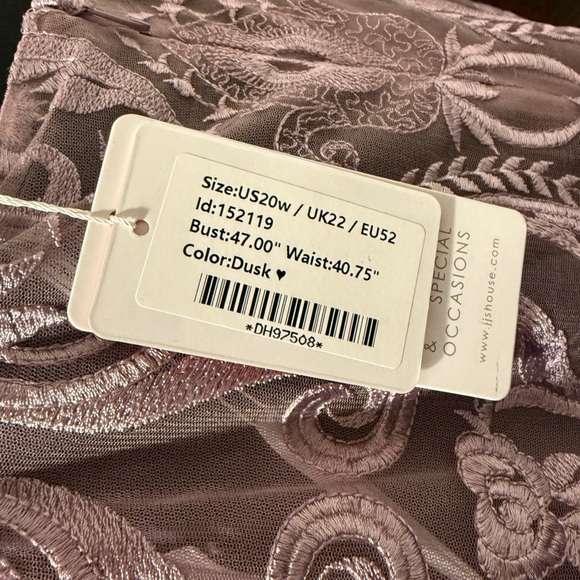 Size:US20w / UK22 / EU52
Id:152119
Bust:47.00" Waist:40.75"
Color:Dusk ♥
*DH97508*
& SPECIAL
OCCASIONS
www.jjshouse.com